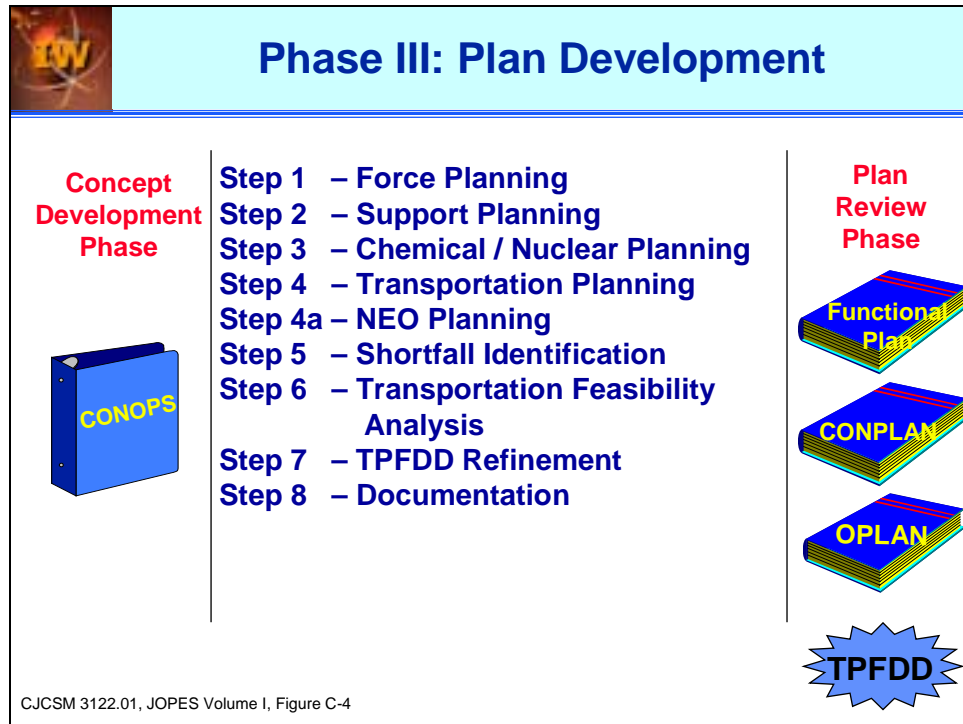 IW
Phase III: Plan Development
Concept
Development
Phase
CONOPS
Step 1 – Force Planning
Step 2 – Support Planning
Step 3 – Chemical / Nuclear Planning
Step 4 – Transportation Planning
Step 4a – NEO Planning
Step 5 – Shortfall Identification
Step 6 – Transportation Feasibility
Analysis
Step 7 – TPFDD Refinement
Step 8 – Documentation
Plan
Review
Phase
Functional
Plan
CONPLAN
OPLAN
TPFDD
CJCSM 3122.01, JOPES Volume I, Figure C-4